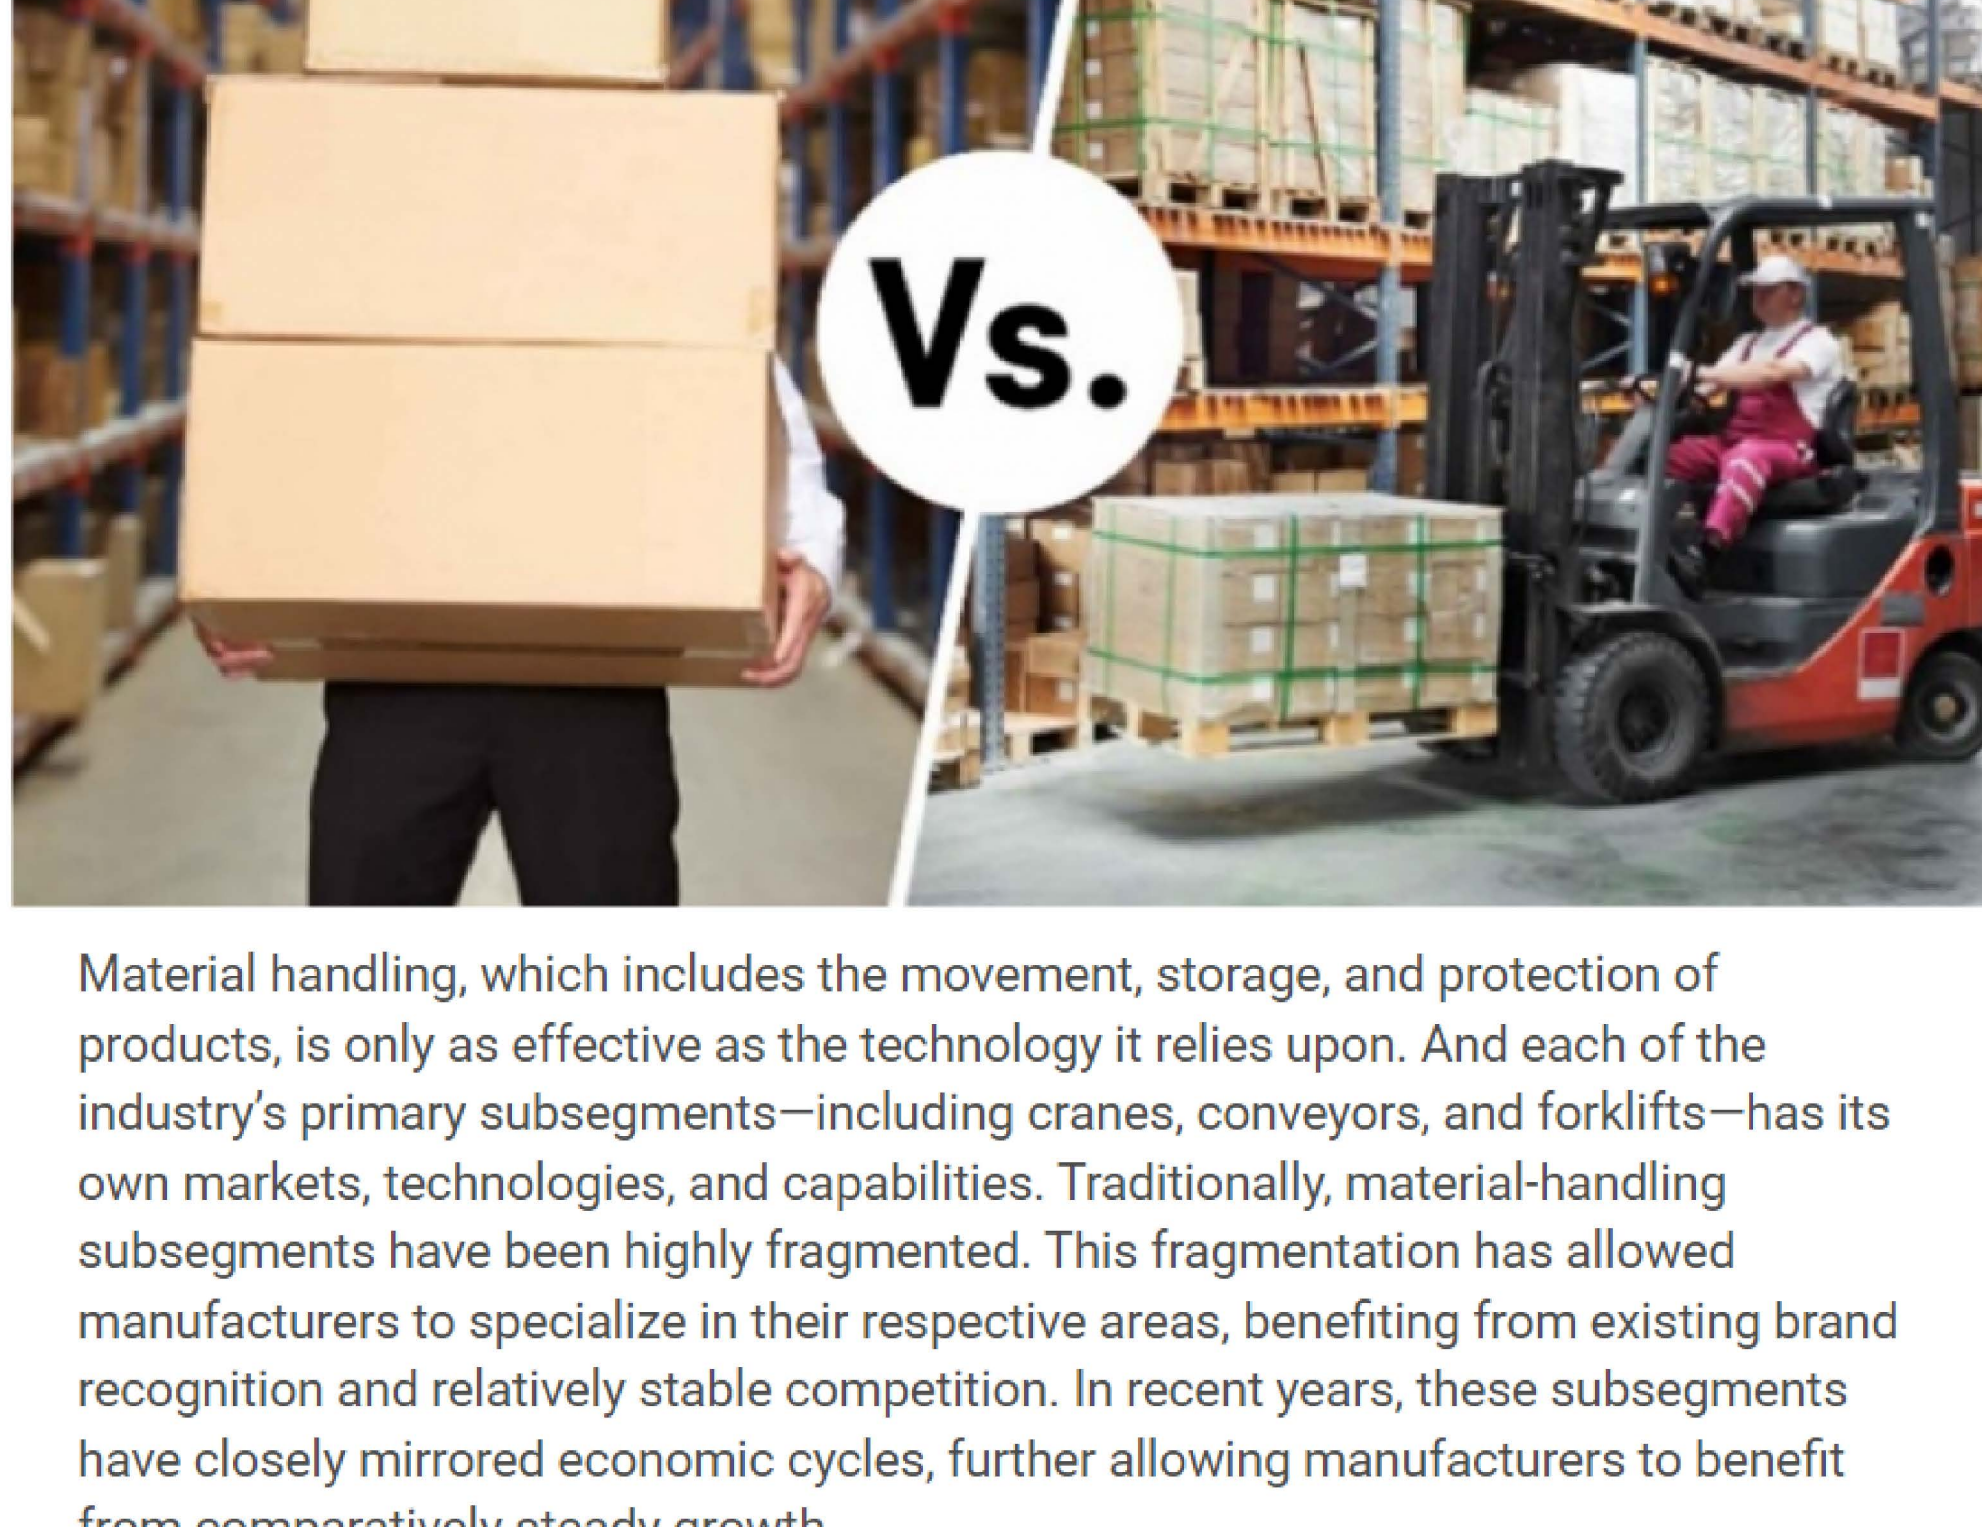 Vs.
Material handling, which includes the movement, storage, and protection of
products, is only as effective as the technology it relies upon. And each of the
industry’s primary subsegments—including cranes, conveyors, and forklifts—has its
own markets, technologies, and capabilities. Traditionally, material-handling
subsegments have been highly fragmented. This fragmentation has allowed
manufacturers to specialize in their respective areas, benefiting from existing brand
recognition and relatively stable competition. In recent years, these subsegments
have closely mirrored economic cycles, further allowing manufacturers to benefit
from comparatively steady growth.